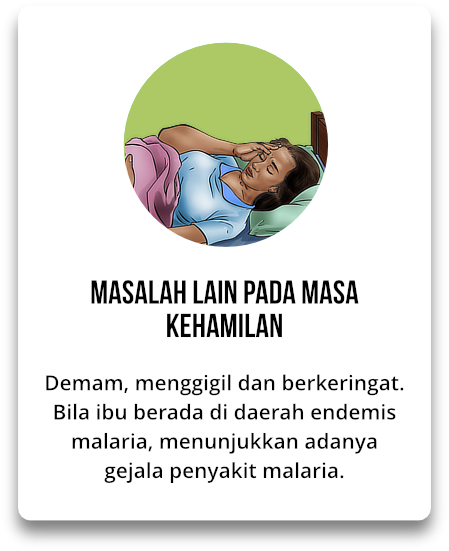 MASALAH LAIN PADA MASA
KEHAMILAN
Demam, menggigil dan berkeringat.
Bila ibu berada di daerah endemis
malaria, menunjukkan adanya
gejala penyakit malaria.